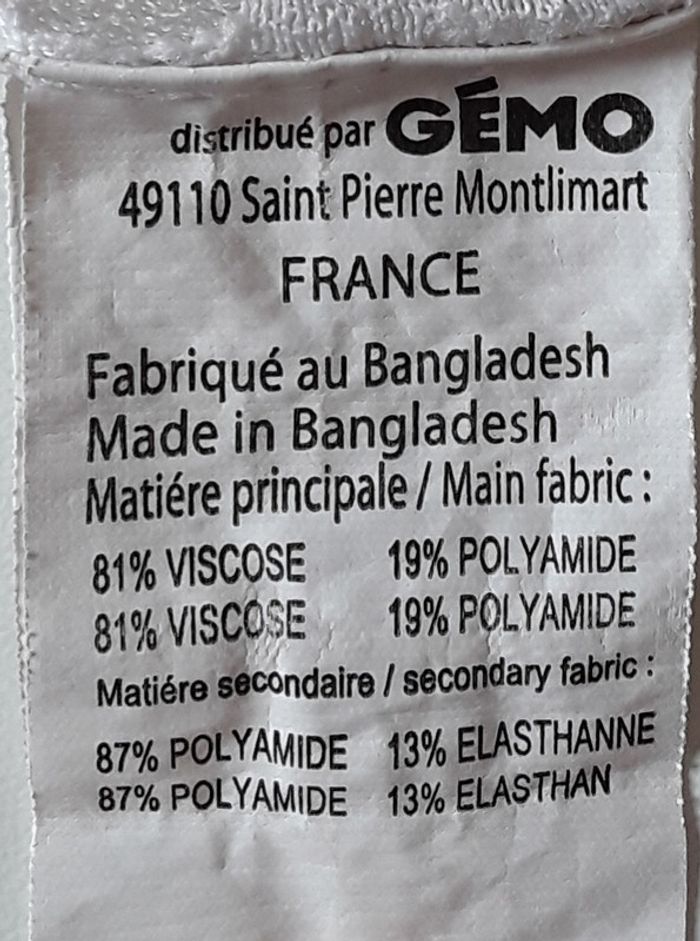 distribué par GÉMO
49110 Saint Pierre Montlimart
FRANCE
Fabriqué au Bangladesh
Made in Bangladesh
Matiére principale / Main fabric :
81% VISCOSE 19% POLYAMIDE
81% VISCOSE 19% POLYAMIDE
Matiére secondaire / secondary fabric :
87% POLYAMIDE 13% ELASTHANNE
87% POLYAMIDE 13% ELASTHAN